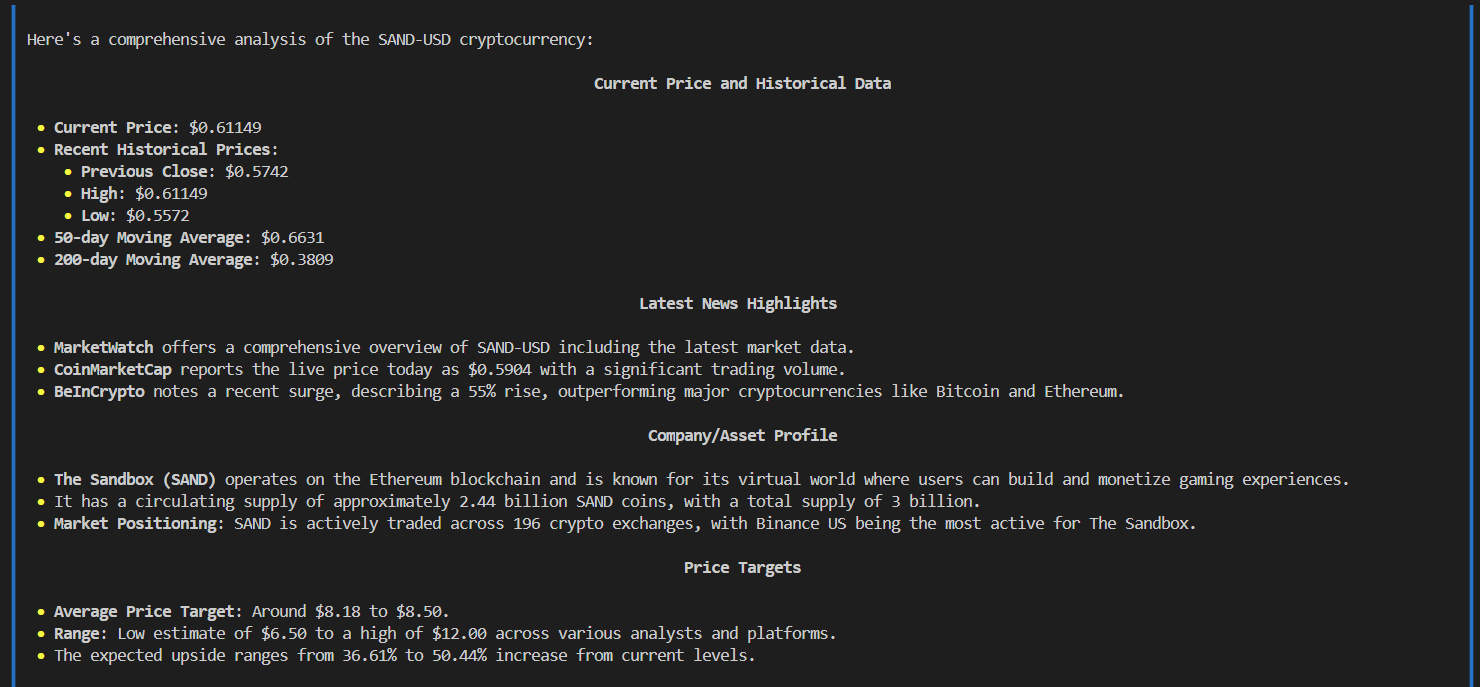 Here's a comprehensive analysis of the SAND-USD cryptocurrency:
Current Price and Historical Data
• Current Price: $0.61149
• Recent Historical Prices:
• Previous Close: $0.5742
• High: $0.61149
• Low: $0.5572
• 50-day Moving Average: $0.6631
• 200-day Moving Average: $0.3809
Latest News Highlights
• MarketWatch offers a comprehensive overview of SAND-USD including the latest market data.
• CoinMarketCap reports the live price today as $0.5904 with a significant trading volume.
• BeInCrypto notes a recent surge, describing a 55% rise, outperforming major cryptocurrencies like Bitcoin and Ethereum.
Company/Asset Profile
• The Sandbox (SAND) operates on the Ethereum blockchain and is known for its virtual world where users can build and monetize gaming experiences.
• It has a circulating supply of approximately 2.44 billion SAND coins, with a total supply of 3 billion.
• Market Positioning: SAND is actively traded across 196 crypto exchanges, with Binance US being the most active for The Sandbox.
Price Targets
• Average Price Target: Around $8.18 to $8.50.
• Range: Low estimate of $6.50 to a high of $12.00 across various analysts and platforms.
• The expected upside ranges from 36.61% to 50.44% increase from current levels.